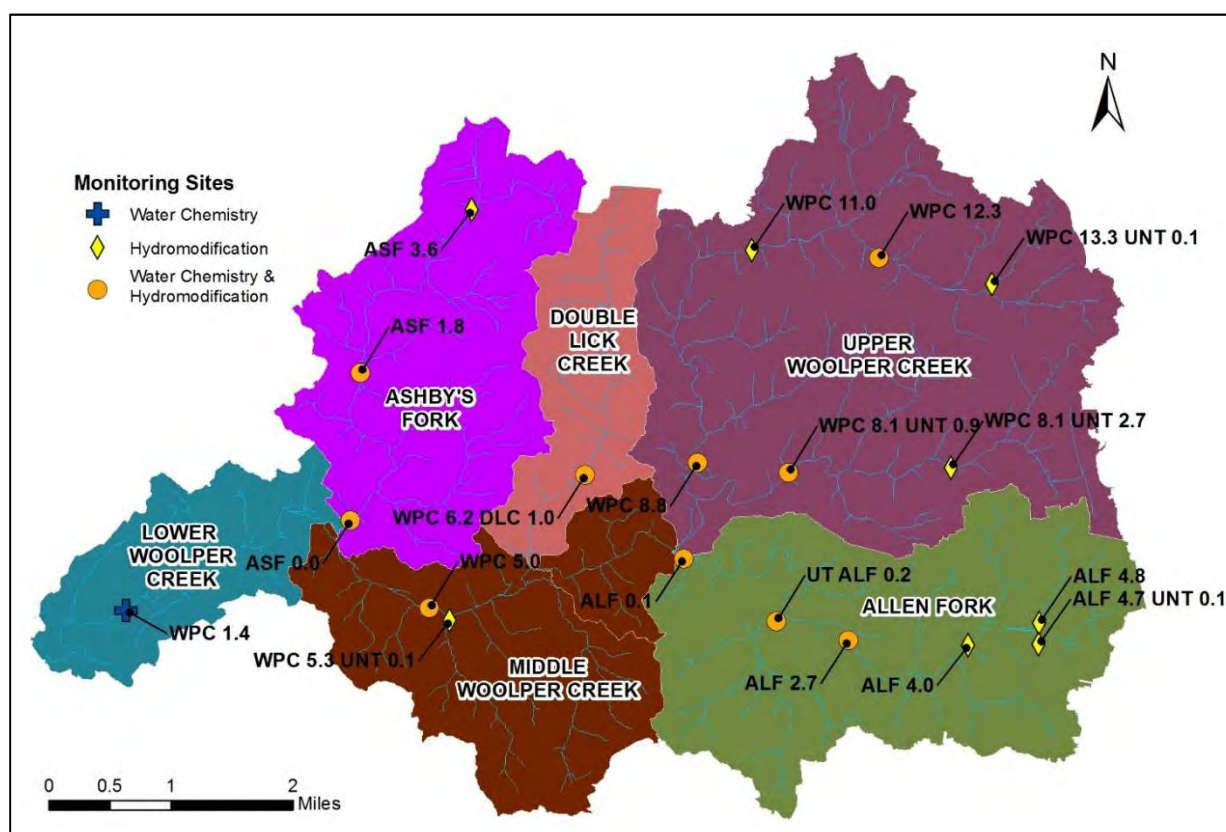 N
Monitoring Sites
Water Chemistry
Hydromodification
Water Chemistry &
Hydromodification
WPC 11.0
WPC 12.3
WPC 13.3 UNT 0.1
ASF 3.6
ASF 1.8
DOUBLE
LICK
CREEK
UPPER
WOOLPER CREEK
ASHBY'S
FORK
WPC 8.1 UNT 0.9
WPC 8.1 UNT 2.7
WPC 6.2 DLC 1.0
WPC 8.8
LOWER
WOOLPER
CREEK
ASF 0.0
WPC 5.0
ALF 0.1
UT ALF 0.2
ALF 4.8
ALF 4.7 UNT 0.1
ALLEN FORK
WPC 1.4
WPC 5.3 UNT 0.1
MIDDLE
WOOLPER CREEK
ALF 2.7
ALF 4.0
0 0.5 1 2
Miles